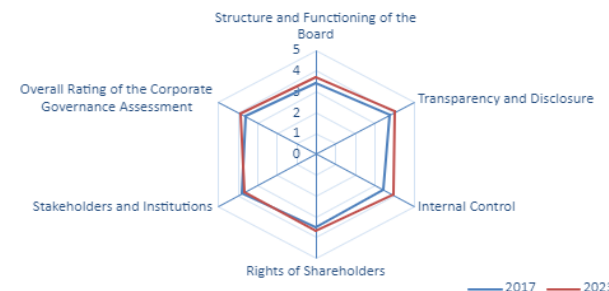 Structure and Functioning of the
Board
5
4
3
2
1
0
Overall Rating of the Corporate
Governance Assessment
Transparency and Disclosure
Stakeholders and Institutions
Internal Control
Rights of Shareholders
2017